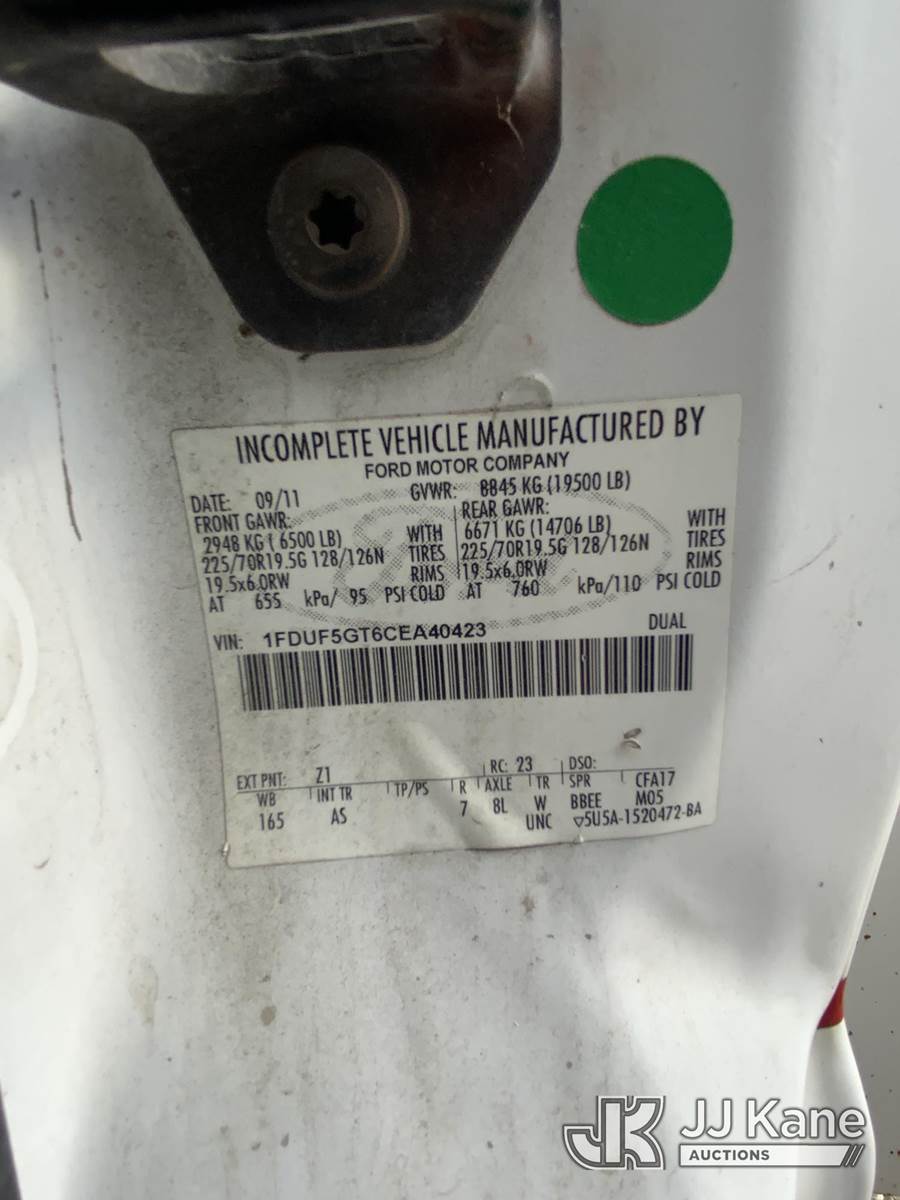 INCOMPLETE VEHICLE MANUFACTURED BY
FORD MOTOR COMPANY
DATE: 09/11 GVWR: 8845 KG (19500 LB)
FRONT GAWR: REAR GAWR:
2948 KG ( 6500 LB) WITH 6671 KG (14706 LB) WITH
225/70R19.5G 128/126N TIRES 225/70R19.5G 128/126N TIRES
19.5x6.0RW RIMS 19.5x6.0RW RIMS
AT 655 kPa/ 95 PSI COLD AT 760 kPa/110 PSI COLD
VIN: 1FDUF5GT6CEA40423 DUAL
EXT PNT: Z1 RC: 23 DSO:
WB INT TR TP/PS R AXLE TR SPR CFA17
165 AS 7 8L W BBEE M05
UNC ▽5U5A-1520472-BA
JK JJ Kane
AUCTIONS